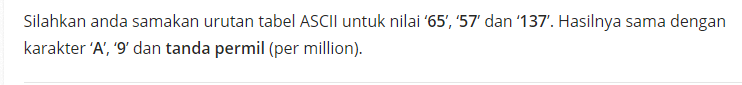 Silahkan anda samakan urutan tabel ASCII untuk nilai ‘65’, ‘57’ dan ‘137’. Hasilnya sama dengan
karakter ‘A’, ‘9’ dan tanda permil (per million).